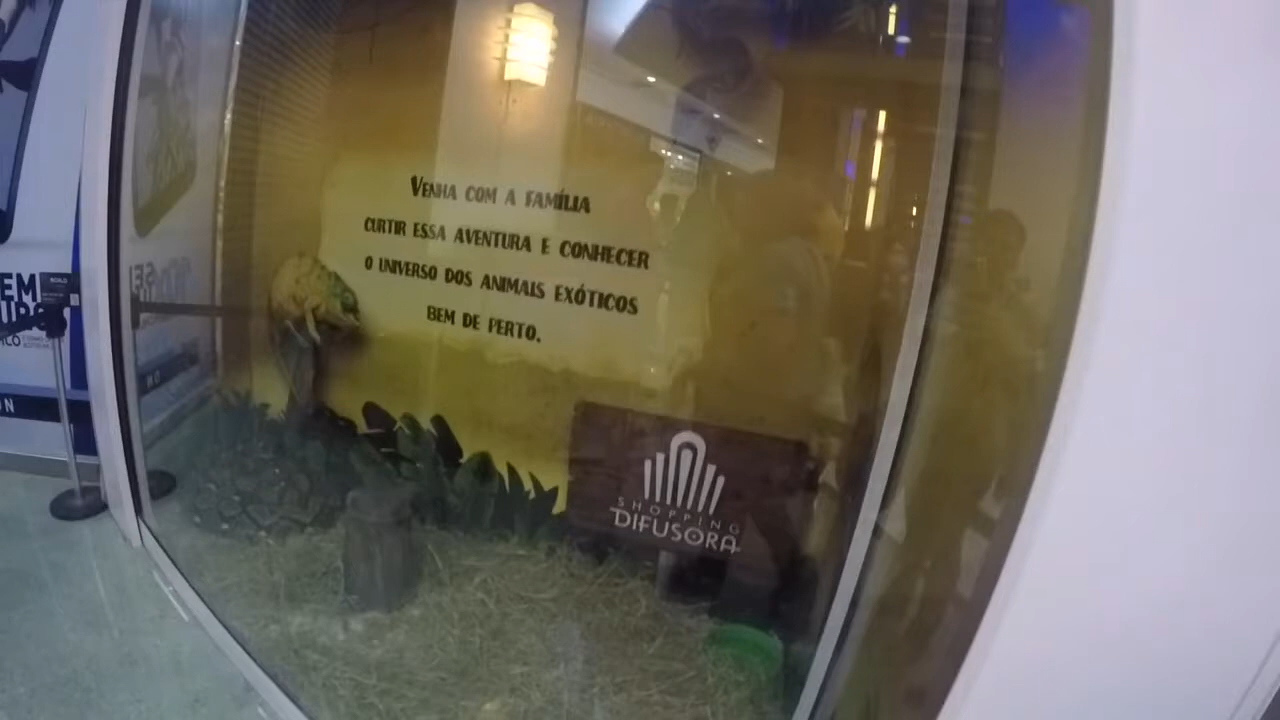 VENHA COM A FAMÍLIA
CURTIR ESSA AVENTURA E CONHECER
O UNIVERSO DOS ANIMAIS EXÓTICOS
BEM DE PERTO.
SHOPPING
DIFUSORA